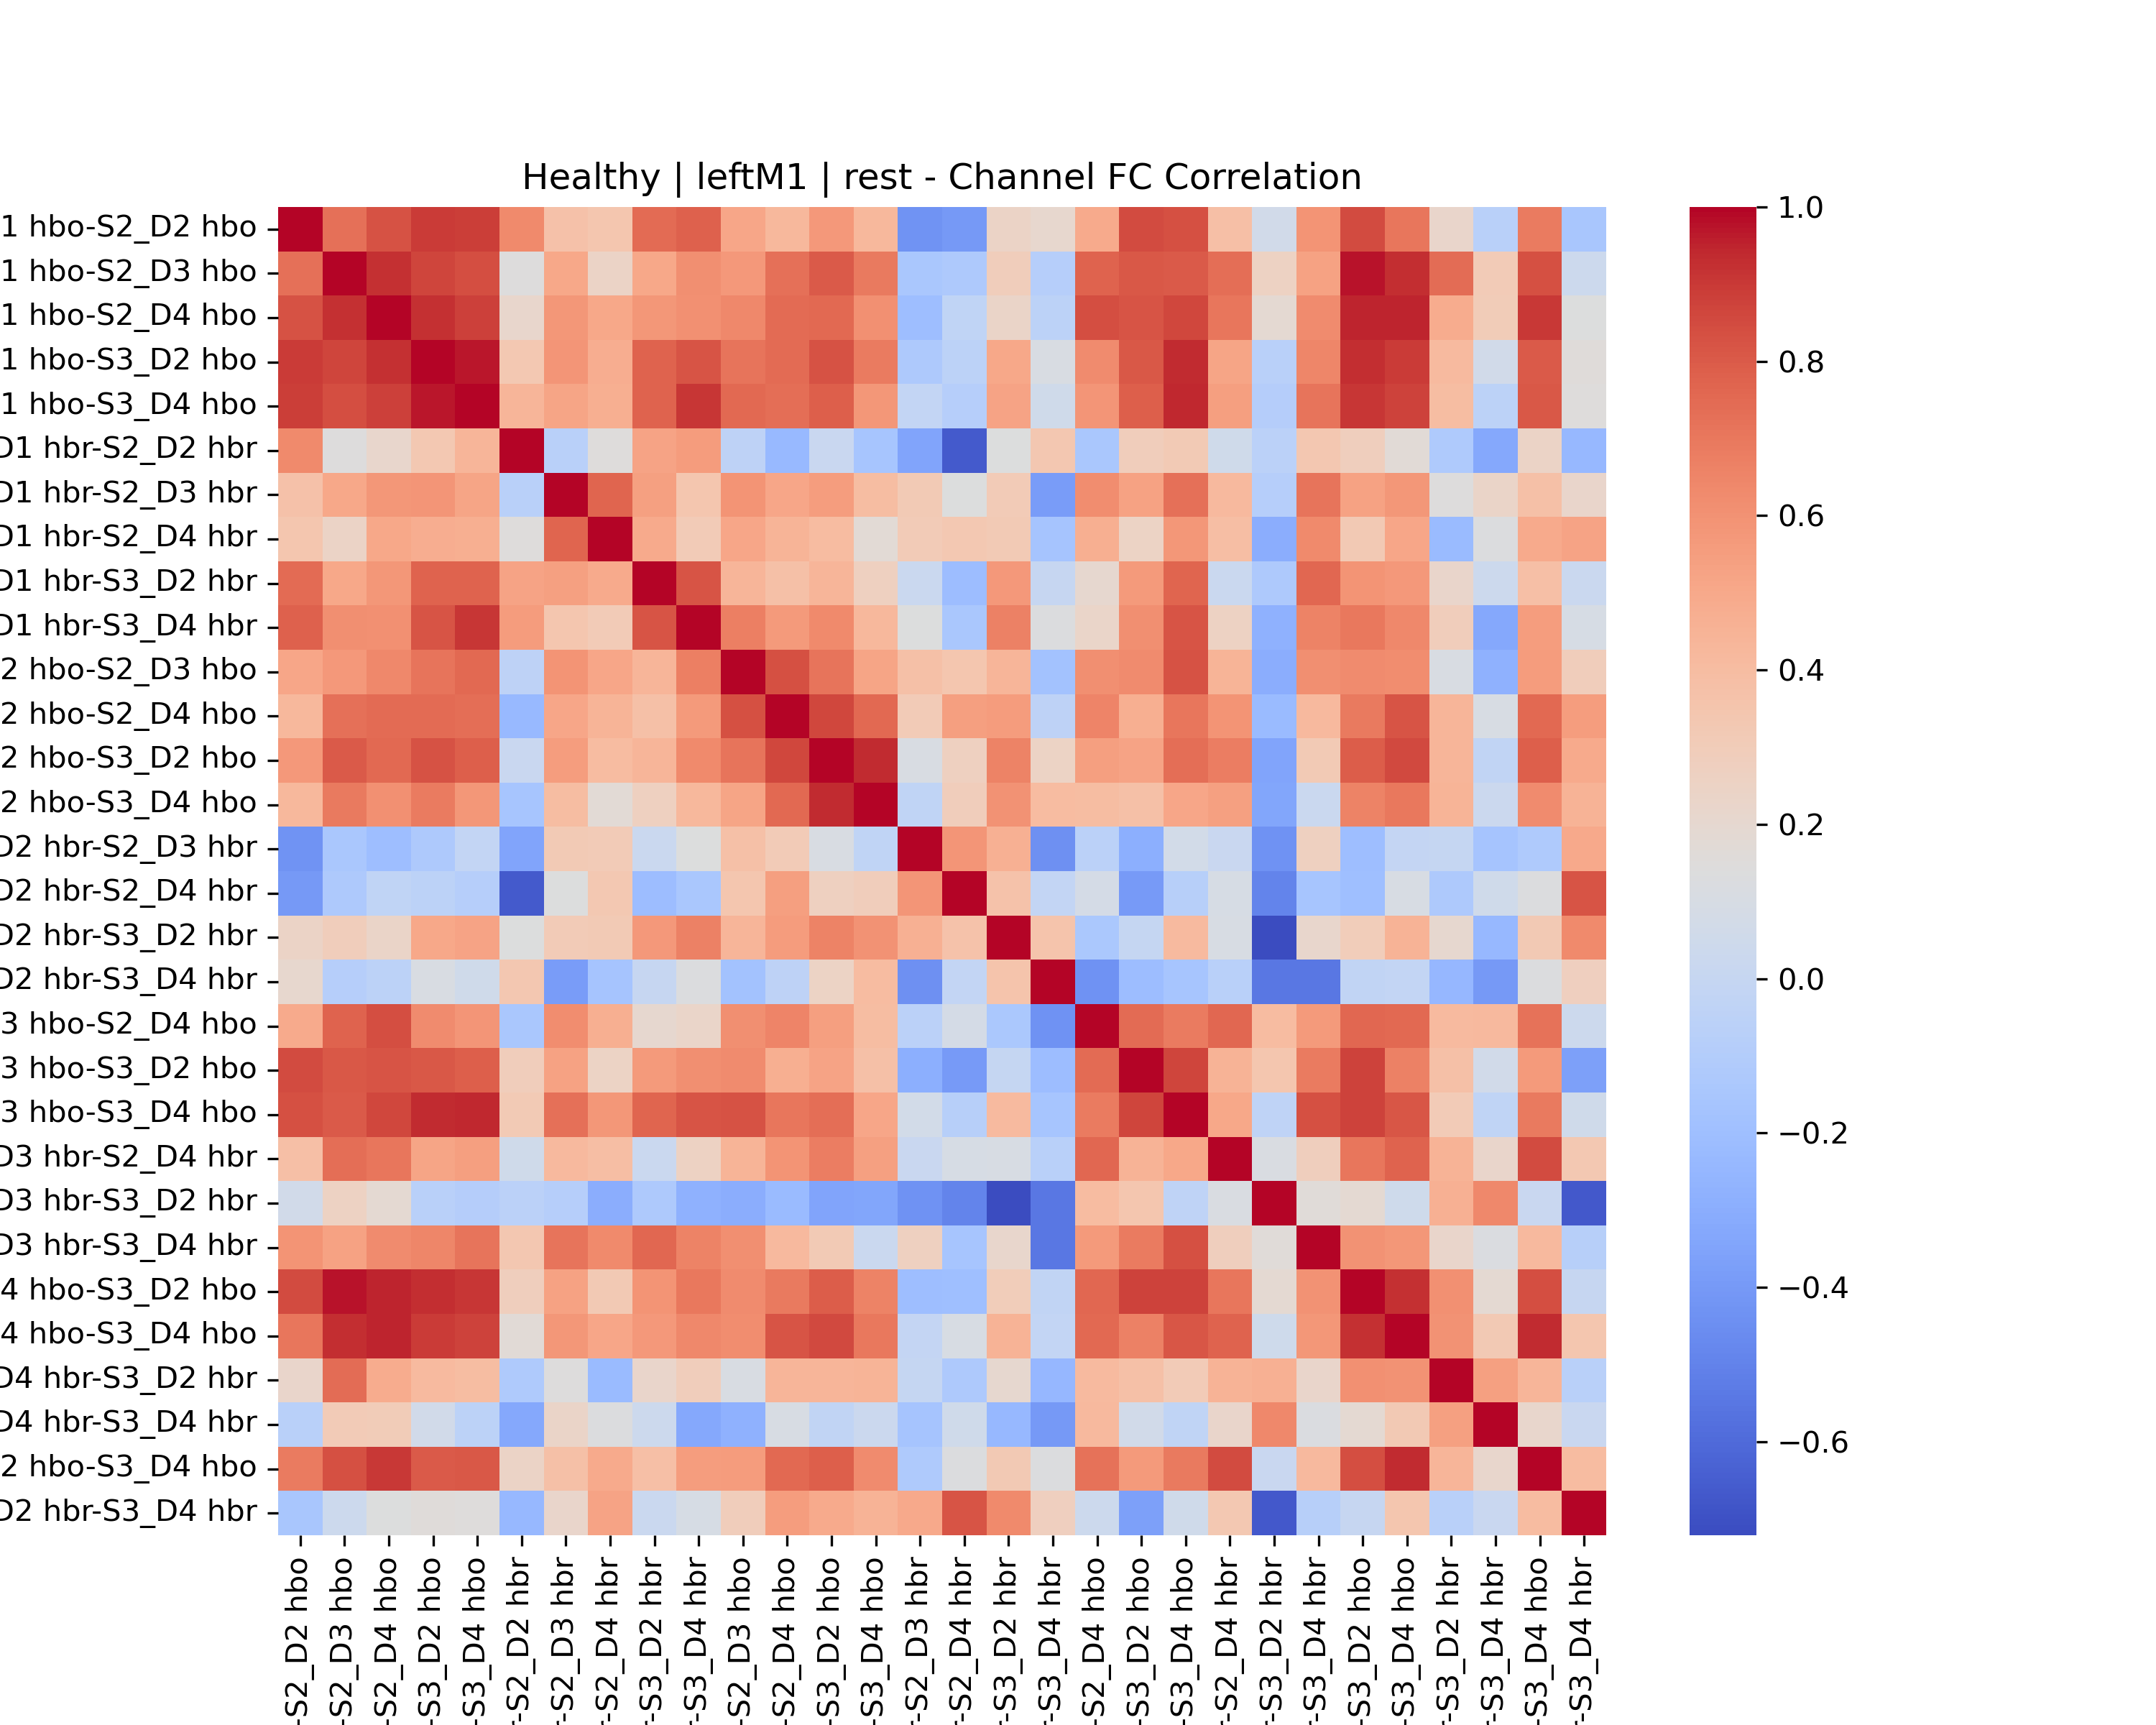 Healthy | leftM1 | rest - Channel FC Correlation
1 hbo-S2_D2 hbo
1 hbo-S2_D3 hbo
1 hbo-S2_D4 hbo
1 hbo-S3_D2 hbo
1 hbo-S3_D4 hbo
D1 hbr-S2_D2 hbr
D1 hbr-S2_D3 hbr
D1 hbr-S2_D4 hbr
D1 hbr-S3_D2 hbr
D1 hbr-S3_D4 hbr
2 hbo-S2_D3 hbo
2 hbo-S2_D4 hbo
2 hbo-S3_D2 hbo
2 hbo-S3_D4 hbo
D2 hbr-S2_D3 hbr
D2 hbr-S2_D4 hbr
D2 hbr-S3_D2 hbr
D2 hbr-S3_D4 hbr
3 hbo-S2_D4 hbo
3 hbo-S3_D2 hbo
3 hbo-S3_D4 hbo
D3 hbr-S2_D4 hbr
D3 hbr-S3_D2 hbr
D3 hbr-S3_D4 hbr
4 hbo-S3_D2 hbo
4 hbo-S3_D4 hbo
D4 hbr-S3_D2 hbr
D4 hbr-S3_D4 hbr
2 hbo-S3_D4 hbo
D2 hbr-S3_D4 hbr
-S2_D2 hbo
-S2_D3 hbo
-S2_D4 hbo
-S3_D2 hbo
-S3_D4 hbo
r-S2_D2 hbr
r-S2_D3 hbr
r-S2_D4 hbr
r-S3_D2 hbr
r-S3_D4 hbr
-S2_D3 hbo
-S2_D4 hbo
-S3_D2 hbo
-S3_D4 hbo
r-S2_D3 hbr
r-S2_D4 hbr
r-S3_D2 hbr
r-S3_D4 hbr
-S2_D4 hbo
-S3_D2 hbo
-S3_D4 hbo
r-S2_D4 hbr
r-S3_D2 hbr
r-S3_D4 hbr
-S3_D2 hbo
-S3_D4 hbo
r-S3_D2 hbr
r-S3_D4 hbr
-S3_D4 hbo
r-S3_D4 hbr
1.0
0.8
0.6
0.4
0.2
0.0
−0.2
−0.4
−0.6